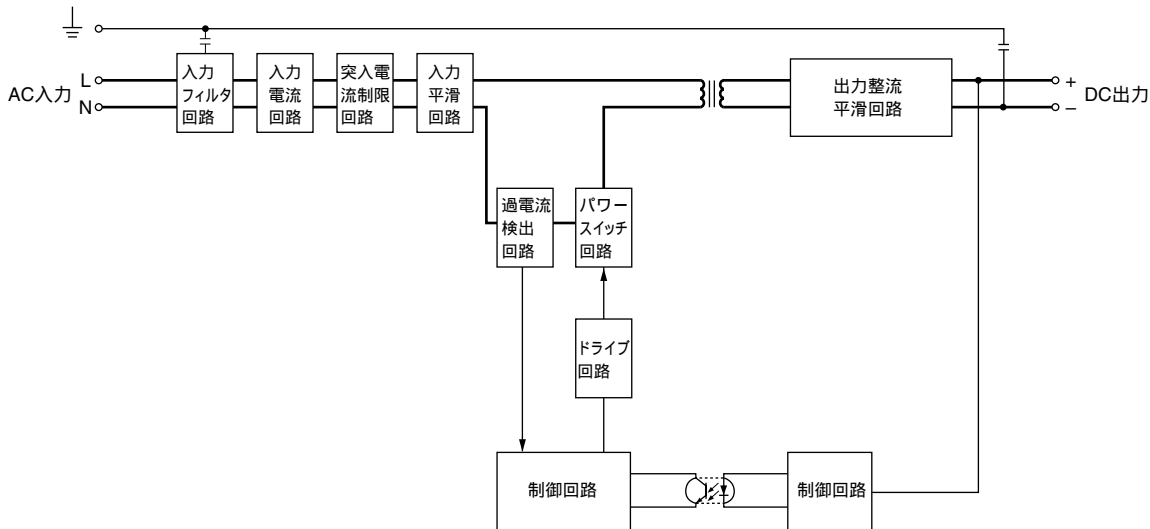 L
AC入力
N
入力
フィルタ
回路
入力
電流
回路
突入電
流制限
回路
入力
平滑
回路
出力整流
平滑回路
+
DC出力
−
過電流
検出
回路
パワー
スイッチ
回路
ドライブ
回路
制御回路
制御回路